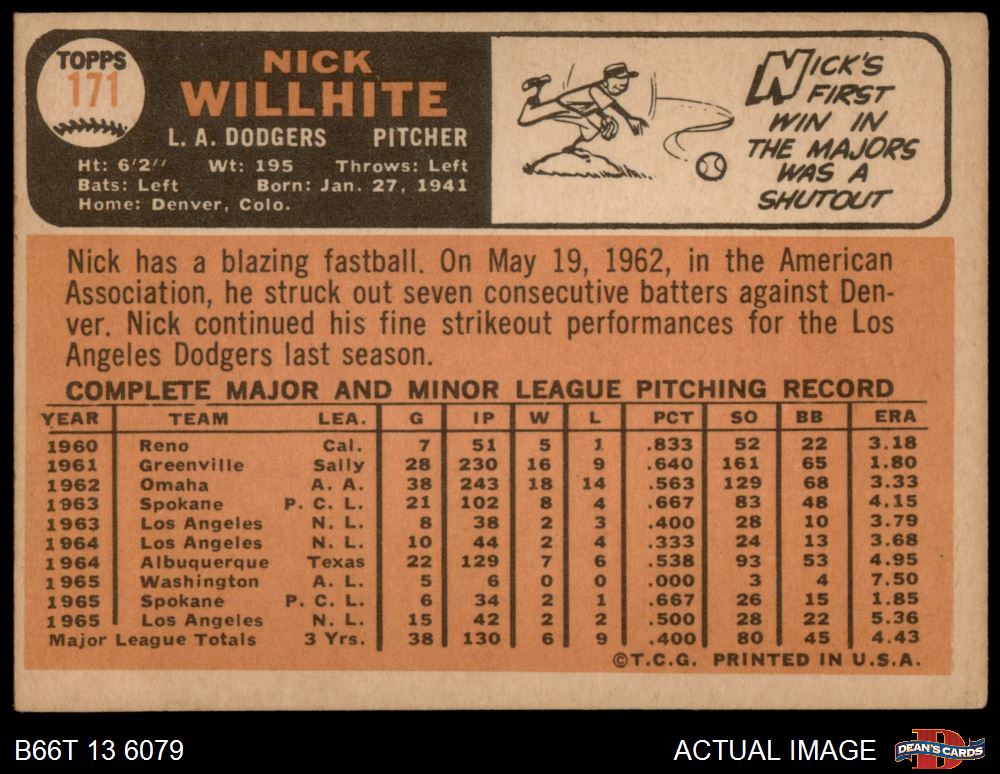 TOPPS
171
NICK
WILLHITE
L. A. DODGERS PITCHER
Ht: 6'2" Wt: 195 Throws: Left
Bats: Left Born: Jan. 27, 1941
Home: Denver, Colo.
NICK'S
FIRST
WIN IN
THE MAJORS
WAS A
SHUTOUT
Nick has a blazing fastball. On May 19, 1962, in the American
Association, he struck out seven consecutive batters against Den-
ver. Nick continued his fine strikeout performances for the Los
Angeles Dodgers last season.
COMPLETE MAJOR AND MINOR LEAGUE PITCHING RECORD
YEAR TEAM LEA. G IP W L PCT SO BB ERA
1960 Reno Cal. 7 51 5 1 .833 52 22 3.18
1961 Greenville Sally 28 230 16 9 .640 161 65 1.80
1962 Omaha A. A. 38 243 18 14 .563 129 68 3.33
1963 Spokane P. C. L. 21 102 8 4 .667 83 48 4.15
1963 Los Angeles N. L. 8 38 2 3 .400 28 10 3.79
1964 Los Angeles N. L. 10 44 2 4 .333 24 13 3.68
1964 Albuquerque Texas 22 129 7 6 .538 93 53 4.95
1965 Washington A. L. 5 6 0 0 .000 3 4 7.50
1965 Spokane P. C. L. 6 34 2 1 .667 26 15 1.85
1965 Los Angeles N. L. 15 42 2 2 .500 28 22 5.36
Major League Totals 3 Yrs. 38 130 6 9 .400 80 45 4.43
©T.C.G. PRINTED IN U.S.A.
B66T 13 6079
ACTUAL IMAGE
D
DEAN'S CARDS